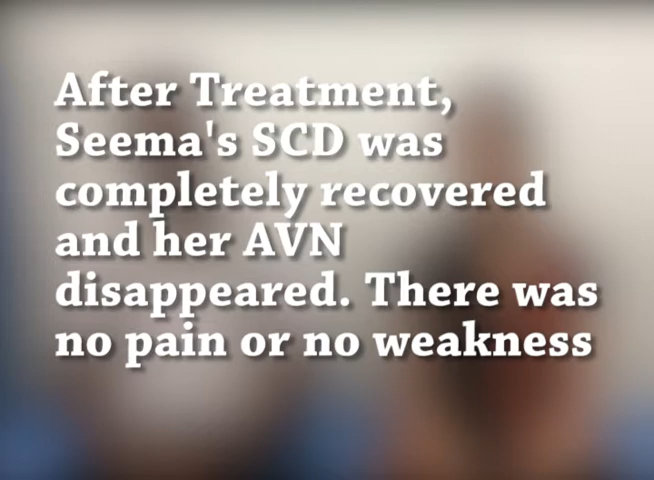 After Treatment,
Seema's SCD was
completely recovered
and her AVN
disappeared. There was
no pain or no weakness